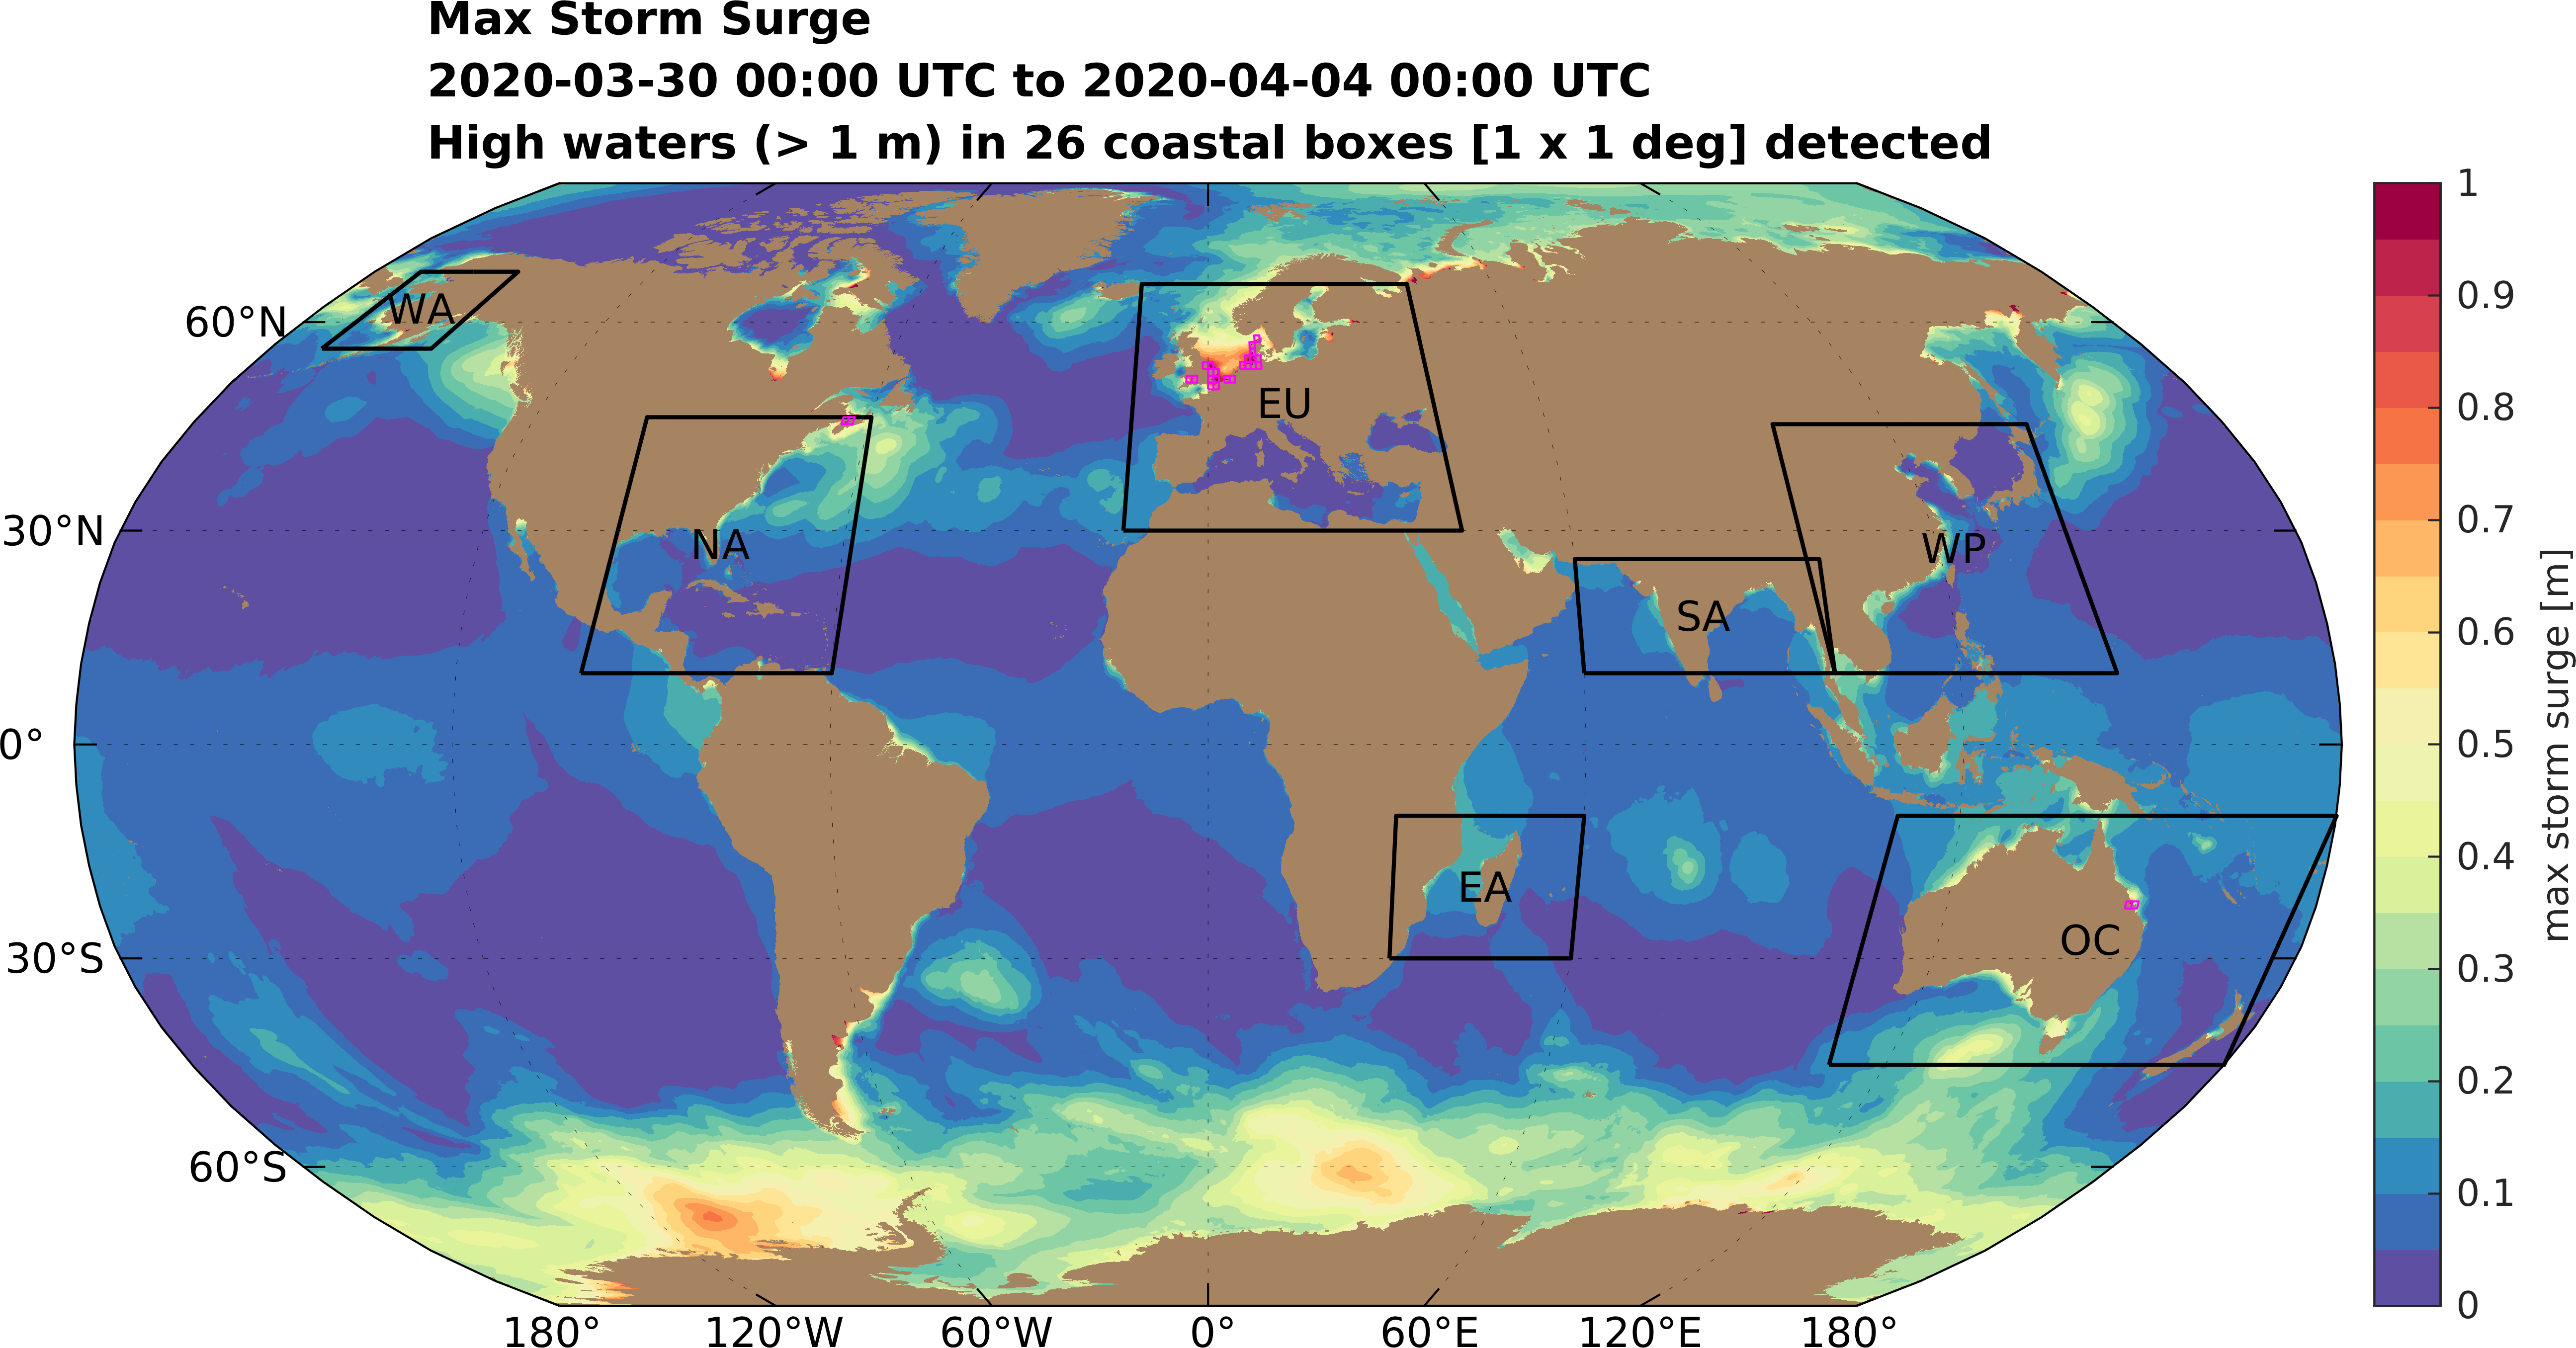 Max Storm Surge
2020-03-30 00:00 UTC to 2020-04-04 00:00 UTC
High waters (> 1 m) in 26 coastal boxes [1 x 1 deg] detected
60°N
30°N
0°
30°S
60°S
WA
NA
EU
SA
WP
EA
OC
180°
120°W
60°W
0°
60°E
120°E
180°
1
0.9
0.8
0.7
0.6
0.5
0.4
0.3
0.2
0.1
0
max storm surge [m]